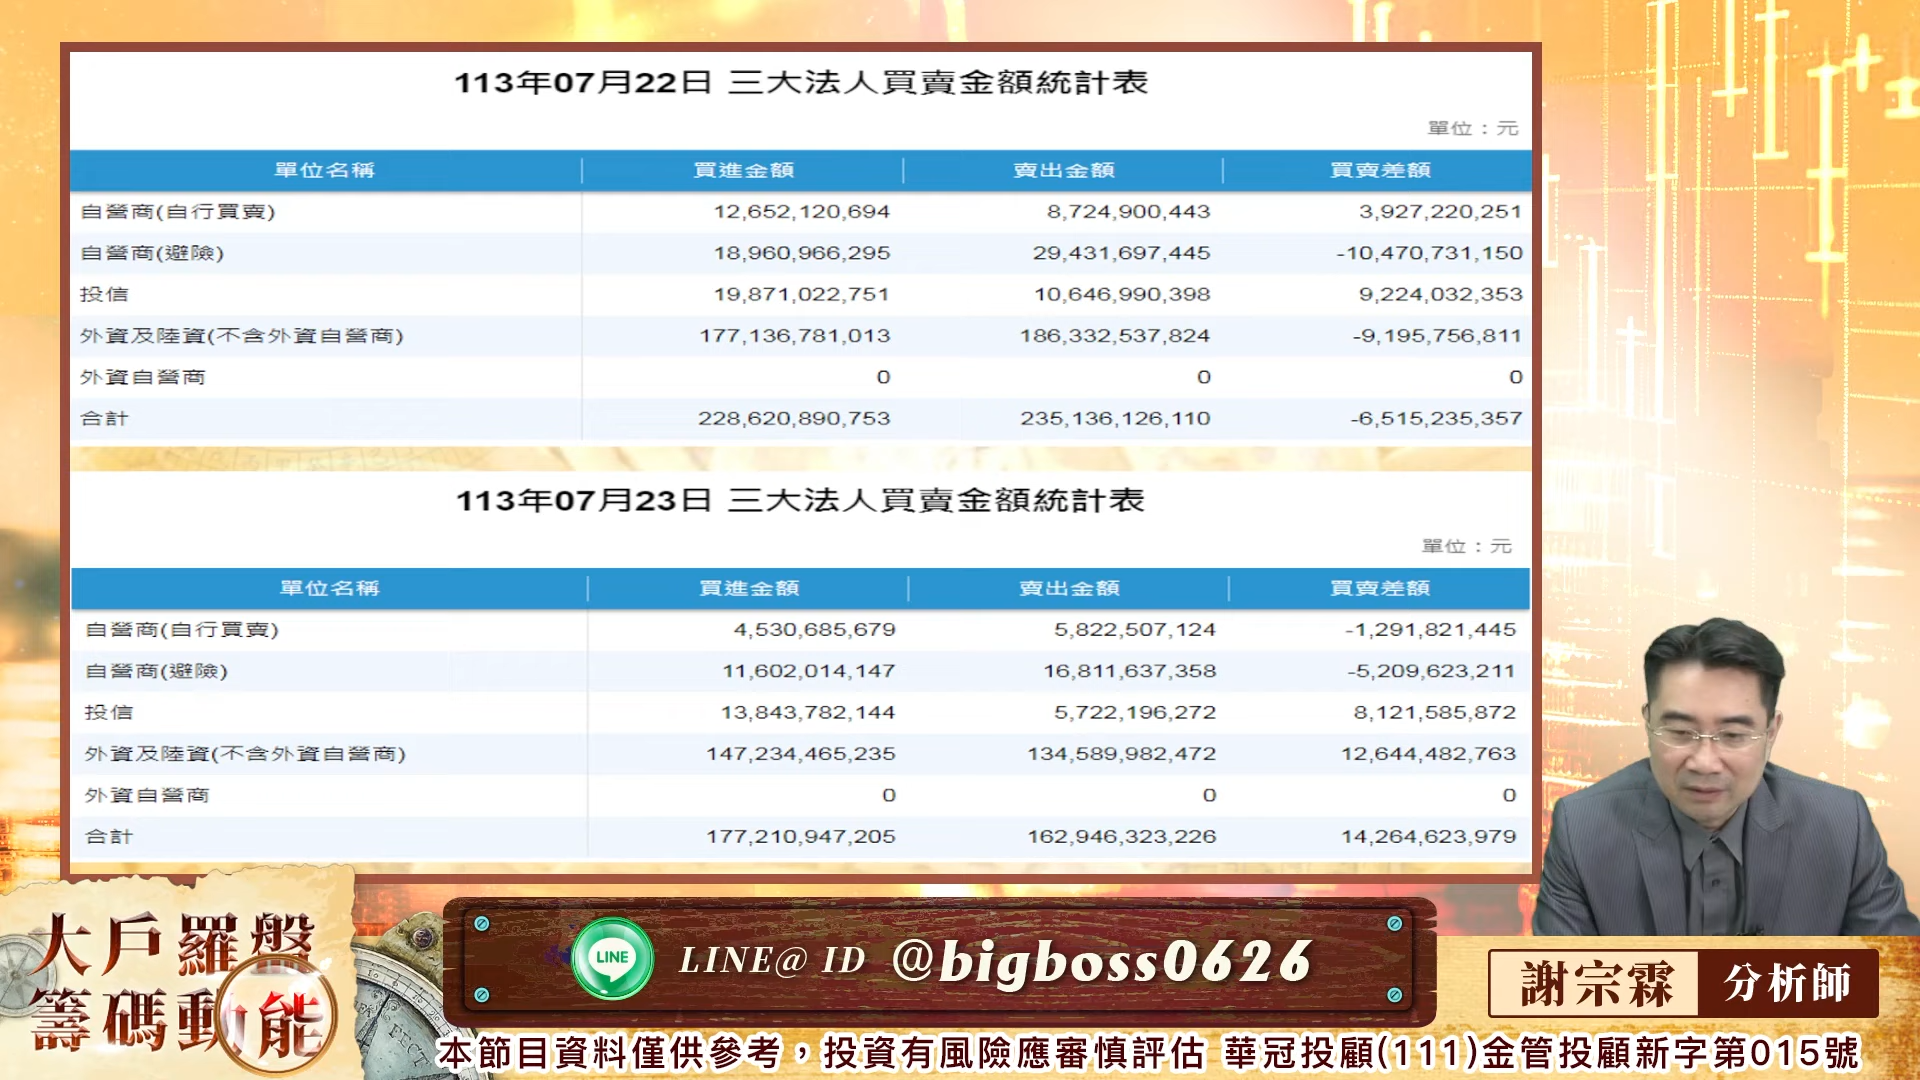 113年07月22日 三大法人買賣金額統計表
單位：元
單位名稱 買進金額 賣出金額 買賣差額
自營商(自行買賣) 12,652,120,694 8,724,900,443 3,927,220,251
自營商(避險) 18,960,966,295 29,431,697,445 -10,470,731,150
投信 19,871,022,751 10,646,990,398 9,224,032,353
外資及陸資(不含外資自營商) 177,136,781,013 186,332,537,824 -9,195,756,811
外資自營商 0 0 0
合計 228,620,890,753 235,136,126,110 -6,515,235,357
113年07月23日 三大法人買賣金額統計表
單位：元
單位名稱 買進金額 賣出金額 買賣差額
自營商(自行買賣) 4,530,685,679 5,822,507,124 -1,291,821,445
自營商(避險) 11,602,014,147 16,811,637,358 -5,209,623,211
投信 13,843,782,144 5,722,196,272 8,121,585,872
外資及陸資(不含外資自營商) 147,234,465,235 134,589,982,472 12,644,482,763
外資自營商 0 0 0
合計 177,210,947,205 162,946,323,226 14,264,623,979
大戶羅盤
籌碼動能
LINE LINE@ ID @bigboss0626
謝宗霖 分析師
本節目資料僅供參考，投資有風險應審慎評估 華冠投顧(111)金管投顧新字第015號